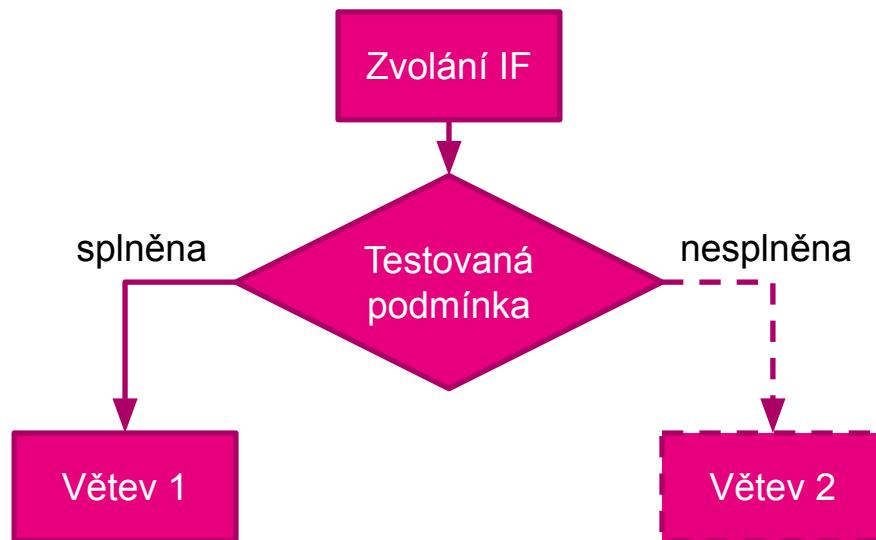 Zvolání IF
splněna
Testovaná
podmínka
nesplněna
Větev 1
Větev 2